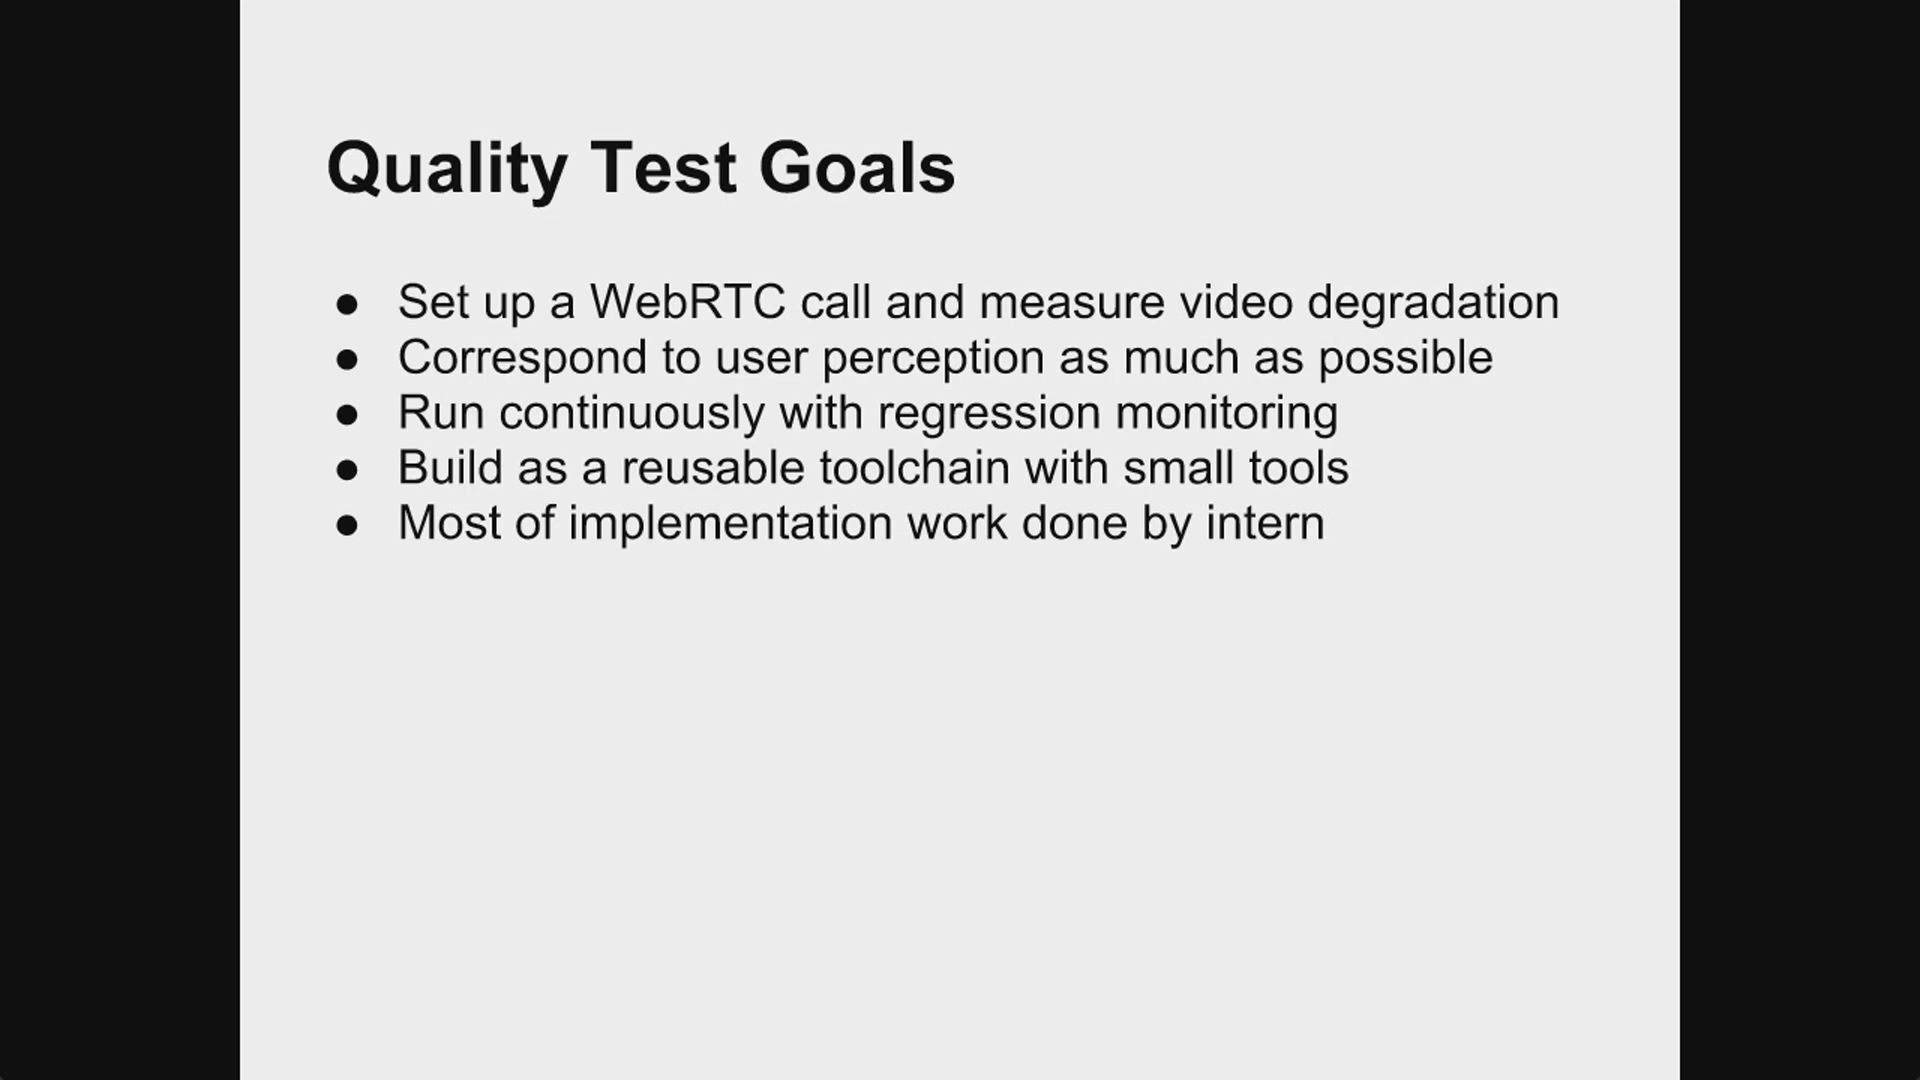 Quality Test Goals
● Set up a WebRTC call and measure video degradation
● Correspond to user perception as much as possible
● Run continuously with regression monitoring
● Build as a reusable toolchain with small tools
● Most of implementation work done by intern